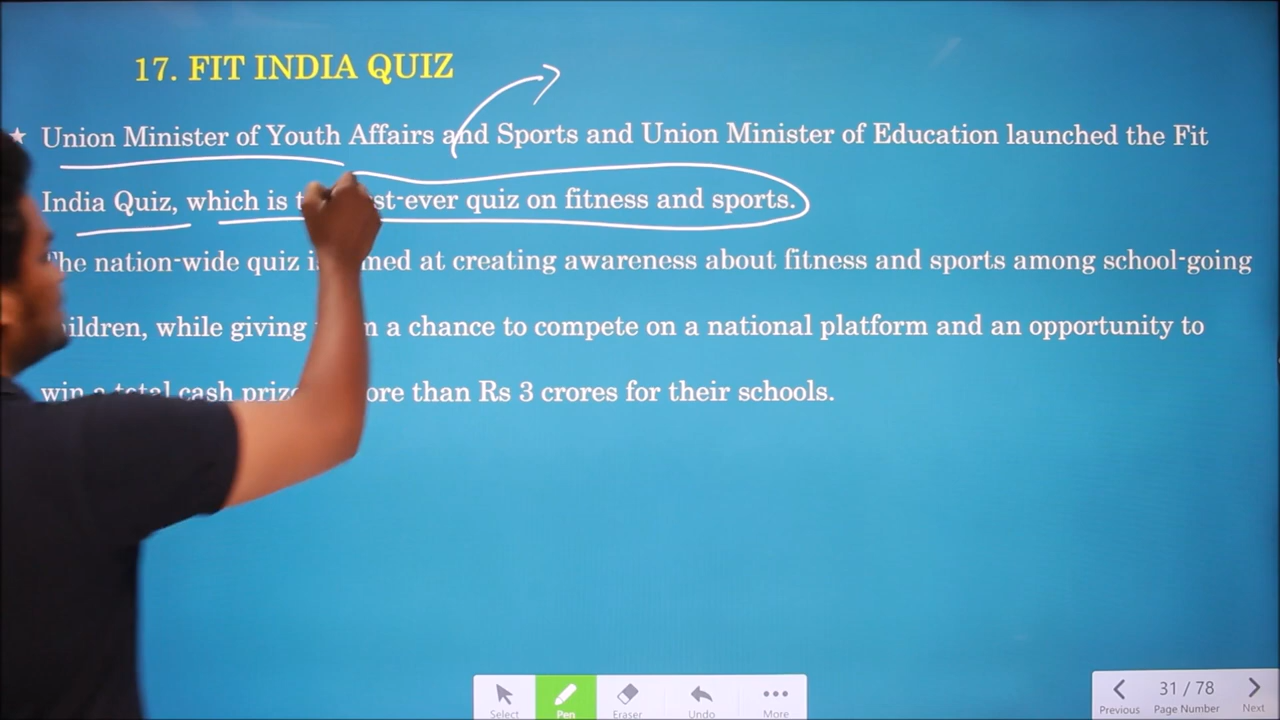 17. FIT INDIA QUIZ
★ Union Minister of Youth Affairs and Sports and Union Minister of Education launched the Fit
India Quiz, which is st-ever quiz on fitness and sports.
The nation-wide quiz med at creating awareness about fitness and sports among school-going
ildren, while giving a chance to compete on a national platform and an opportunity to
win a total cash prize ore than Rs 3 crores for their schools.
Select Pen Eraser Undo More
Previous 31 / 78 Page Number Next